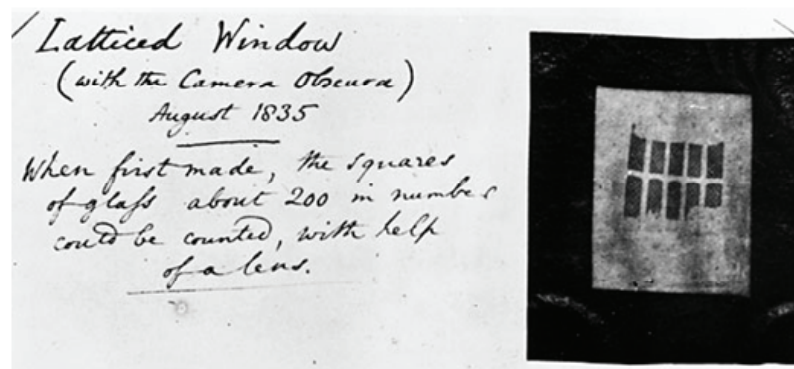 Latticed Window
(with the Camera Obscura)
August 1835
When first made, the squares
of glass about 200 in number
could be counted, with help
of a lens.